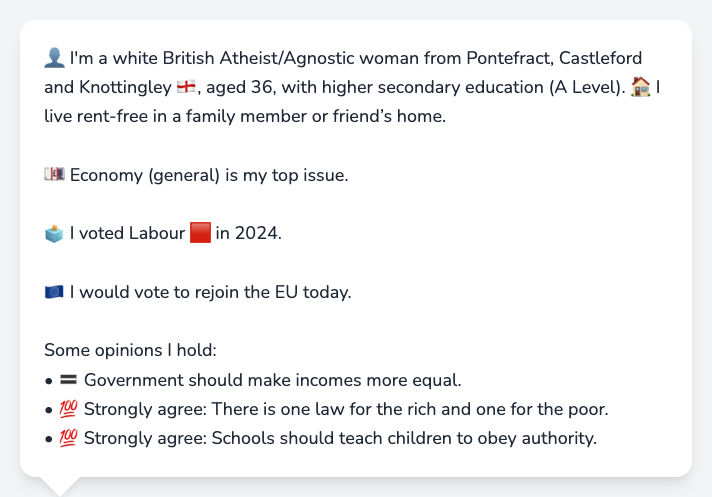 👤 I'm a white British Atheist/Agnostic woman from Pontefract, Castleford
and Knottingley 🏴󠁧󠁢󠁥󠁮󠁧󠁿, aged 36, with higher secondary education (A Level). 🏠 I
live rent-free in a family member or friend’s home.
💷 Economy (general) is my top issue.
🗳️ I voted Labour 🟥 in 2024.
🇪🇺 I would vote to rejoin the EU today.
Some opinions I hold:
• 🟰 Government should make incomes more equal.
• 💯 Strongly agree: There is one law for the rich and one for the poor.
• 💯 Strongly agree: Schools should teach children to obey authority.